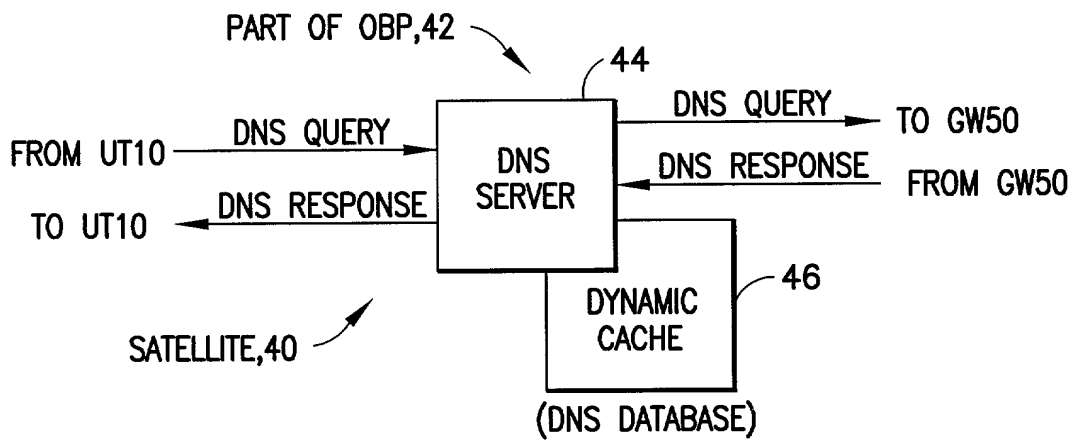 PART OF OBP,42
44
DNS QUERY
TO GW50
FROM UT10
DNS QUERY
DNS
SERVER
DNS RESPONSE
FROM GW50
TO UT10
DNS RESPONSE
46
DYNAMIC
CACHE
SATELLITE,40
(DNS DATABASE)